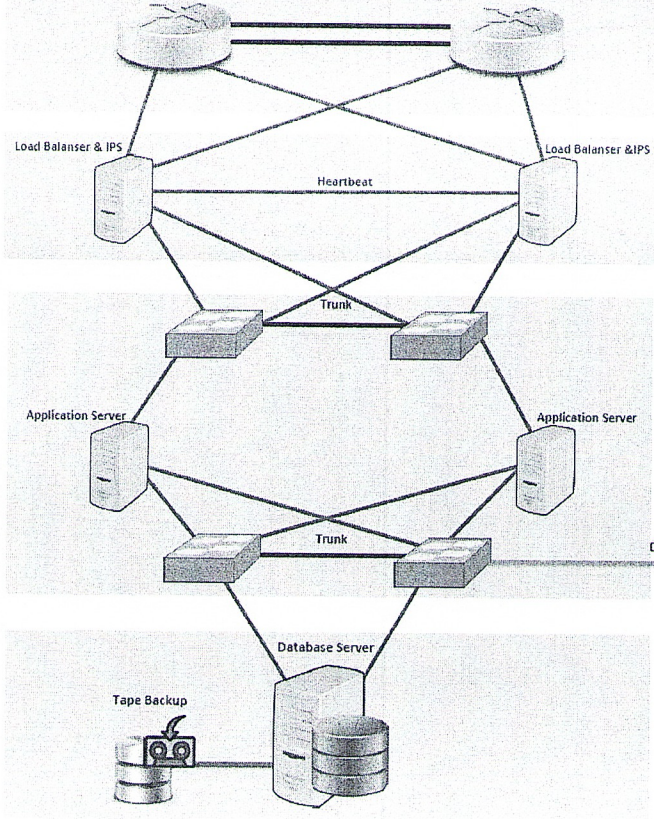 Load Balanser & IPS
Load Balanser &IPS
Heartbeat
Trunk
Application Server
Application Server
Trunk
D
Database Server
Tape Backup